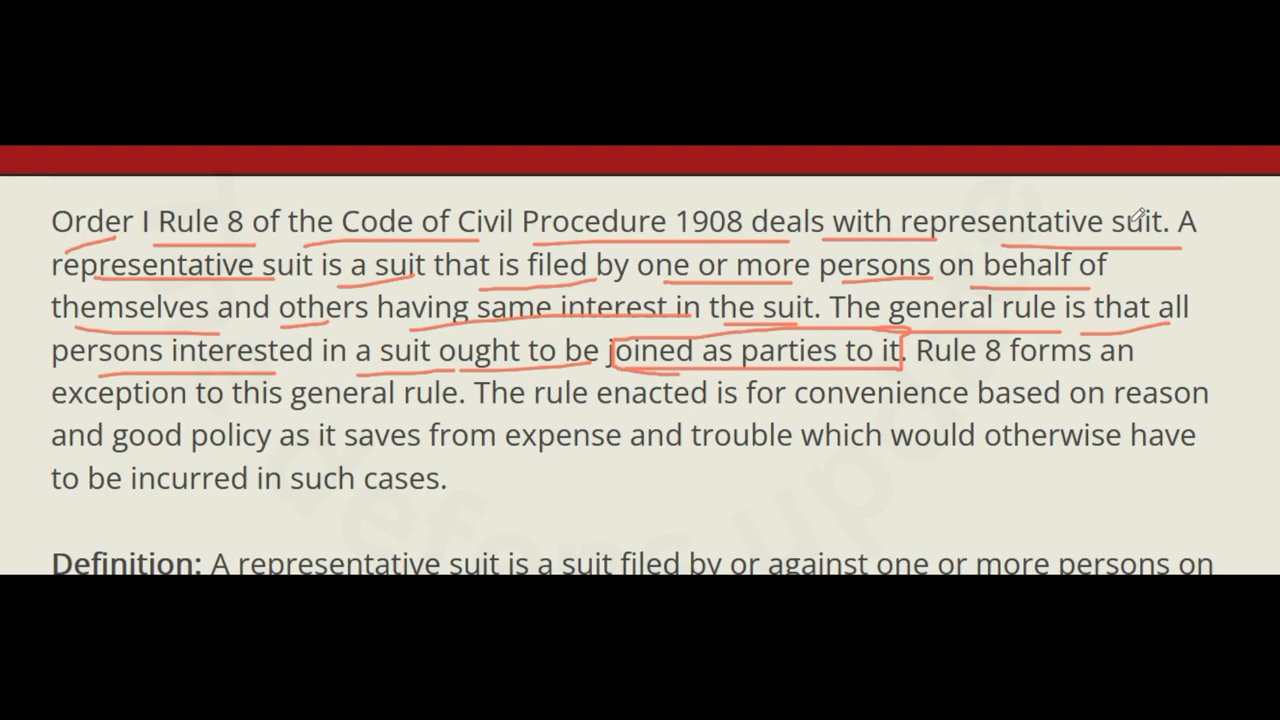 Order I Rule 8 of the Code of Civil Procedure 1908 deals with representative suit. A
representative suit is a suit that is filed by one or more persons on behalf of
themselves and others having same interest in the suit. The general rule is that all
persons interested in a suit ought to be joined as parties to it. Rule 8 forms an
exception to this general rule. The rule enacted is for convenience based on reason
and good policy as it saves from expense and trouble which would otherwise have
to be incurred in such cases.
Definition: A representative suit is a suit filed by or against one or more persons on